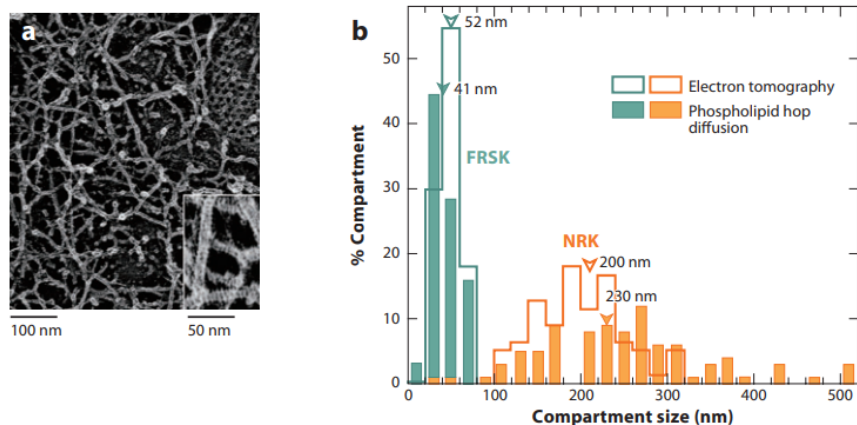 a
100 nm
50 nm
b
% Compartment
50
40
30
20
10
0
52 nm
41 nm
FRSK
NRK
200 nm
230 nm
Electron tomography
Phospholipid hop
diffusion
0
100
200
300
400
500
Compartment size (nm)